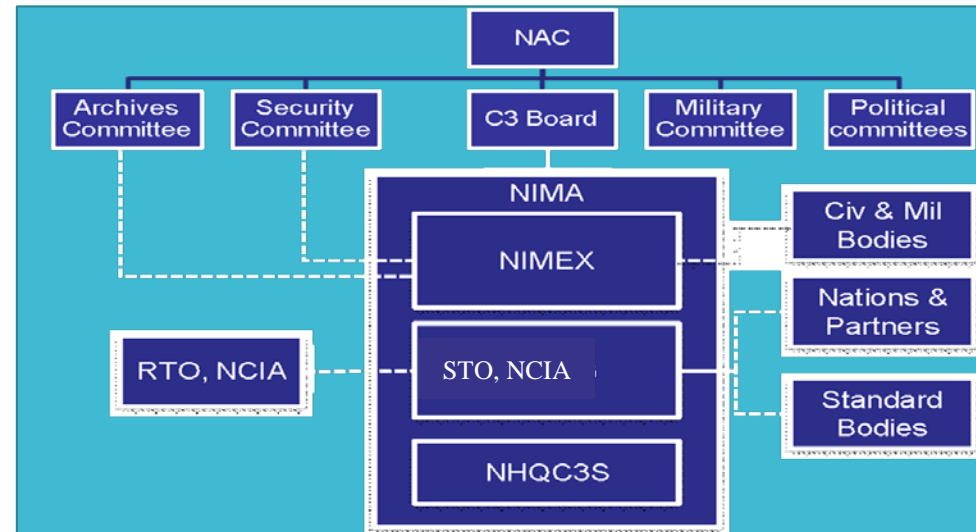 NAC
Archives
Committee
Security
Committee
C3 Board
Military
Committee
Political
committees
NIMA
NIMEX
Civ & Mil
Bodies
Nations &
Partners
RTO, NCIA
STO, NCIA
Standard
Bodies
NHQC3S